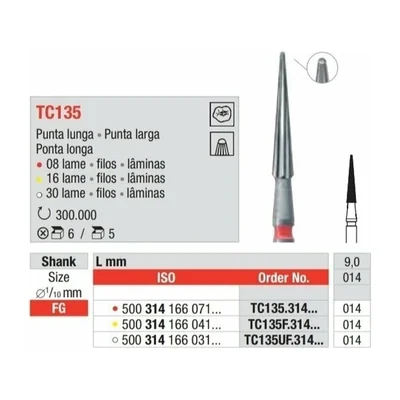 TC135
Punta lunga • Punta larga
Ponta longa
08 lame • filos • lâminas
16 lame • filos • lâminas
30 lame • filos • lâminas
300.000
6 / 5
Shank L mm 9,0
Size ISO Order No. 014
Ø 1/10 mm
FG 500 314 166 071... TC135.314... 014
500 314 166 041... TC135F.314... 014
500 314 166 031... TC135UF.314... 014